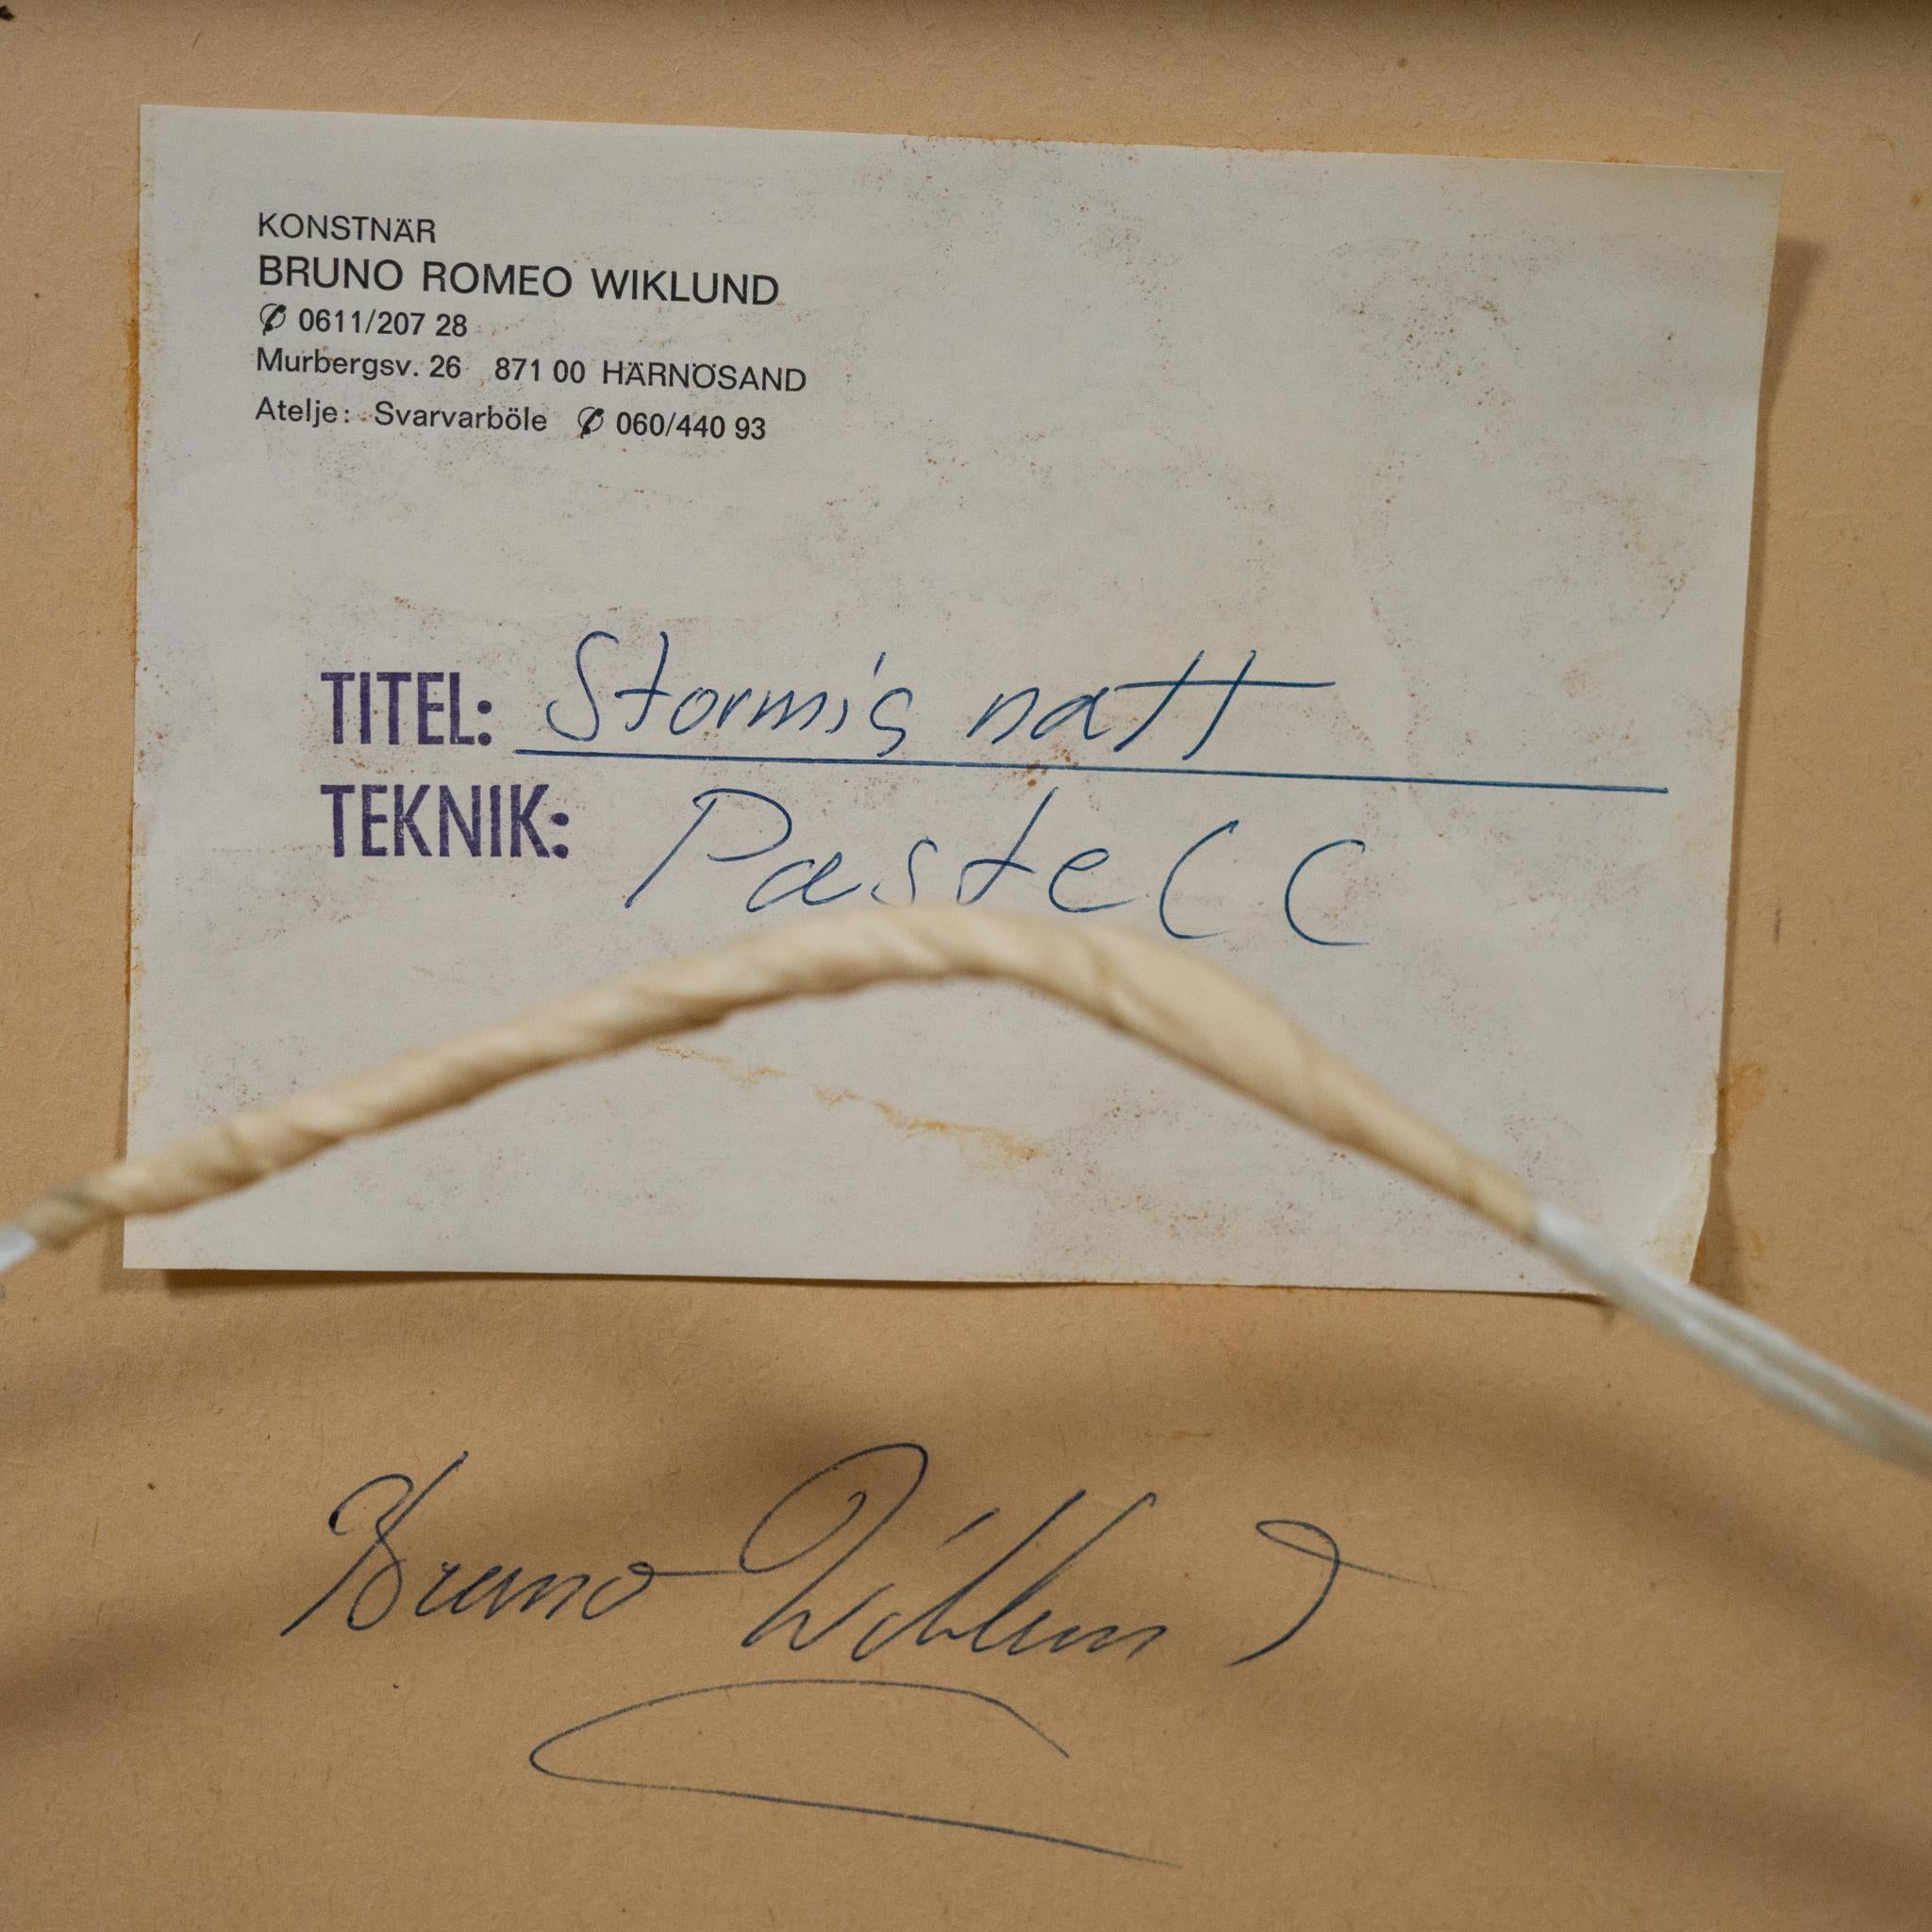 KONSTNÄR
BRUNO ROMEO WIKLUND
✆ 0611/207 28
Murbergsv. 26 871 00 HÄRNÖSAND
Atelje: Svarvarböle ✆ 060/440 93
TITEL: Stormig natt
TEKNIK: Pastell
Bruno Wiklund